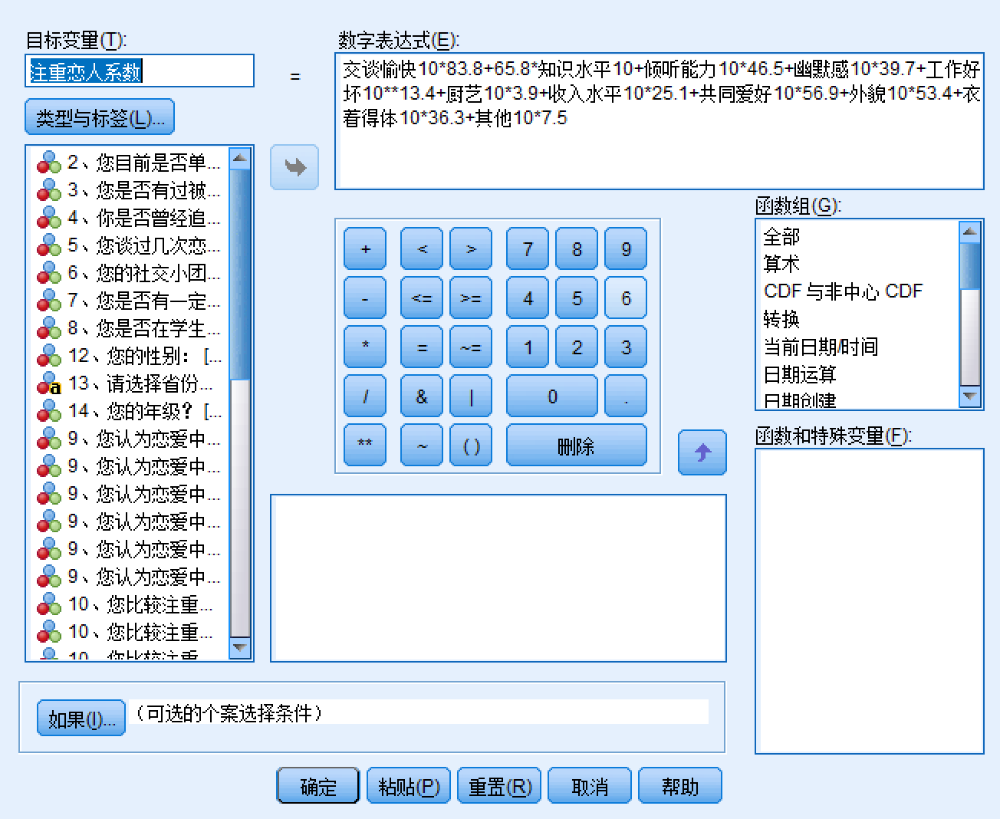 目标变量(T):
注重恋人系数
类型与标签(L)...
=
数字表达式(E):
交谈愉快10*83.8+65.8*知识水平10+倾听能力10*46.5+幽默感10*39.7+工作好
坏10**13.4+厨艺10*3.9+收入水平10*25.1+共同爱好10*56.9+外貌10*53.4+衣
着得体10*36.3+其他10*7.5
2、您目前是否单...
3、您是否有过被...
4、你是否曾经追...
5、您谈过几次恋...
6、您的社交小团...
7、您是否有一定...
8、您是否在学生...
12、您的性别： [...
13、请选择省份...
14、您的年级？ [...
9、您认为恋爱中...
9、您认为恋爱中...
9、您认为恋爱中...
9、您认为恋爱中...
9、您认为恋爱中...
9、您认为恋爱中...
10、您比较注重...
10、您比较注重...
10、您比较注重...
+ < > 7 8 9
- <= >= 4 5 6
* = ~= 1 2 3
/ & | 0 .
** ~ ( ) 删除
函数组(G):
全部
算术
CDF 与非中心 CDF
转换
当前日期/时间
日期运算
日期创建
函数和特殊变量(F):
如果(I)...
（可选的个案选择条件）
确定 粘贴(P) 重置(R) 取消 帮助